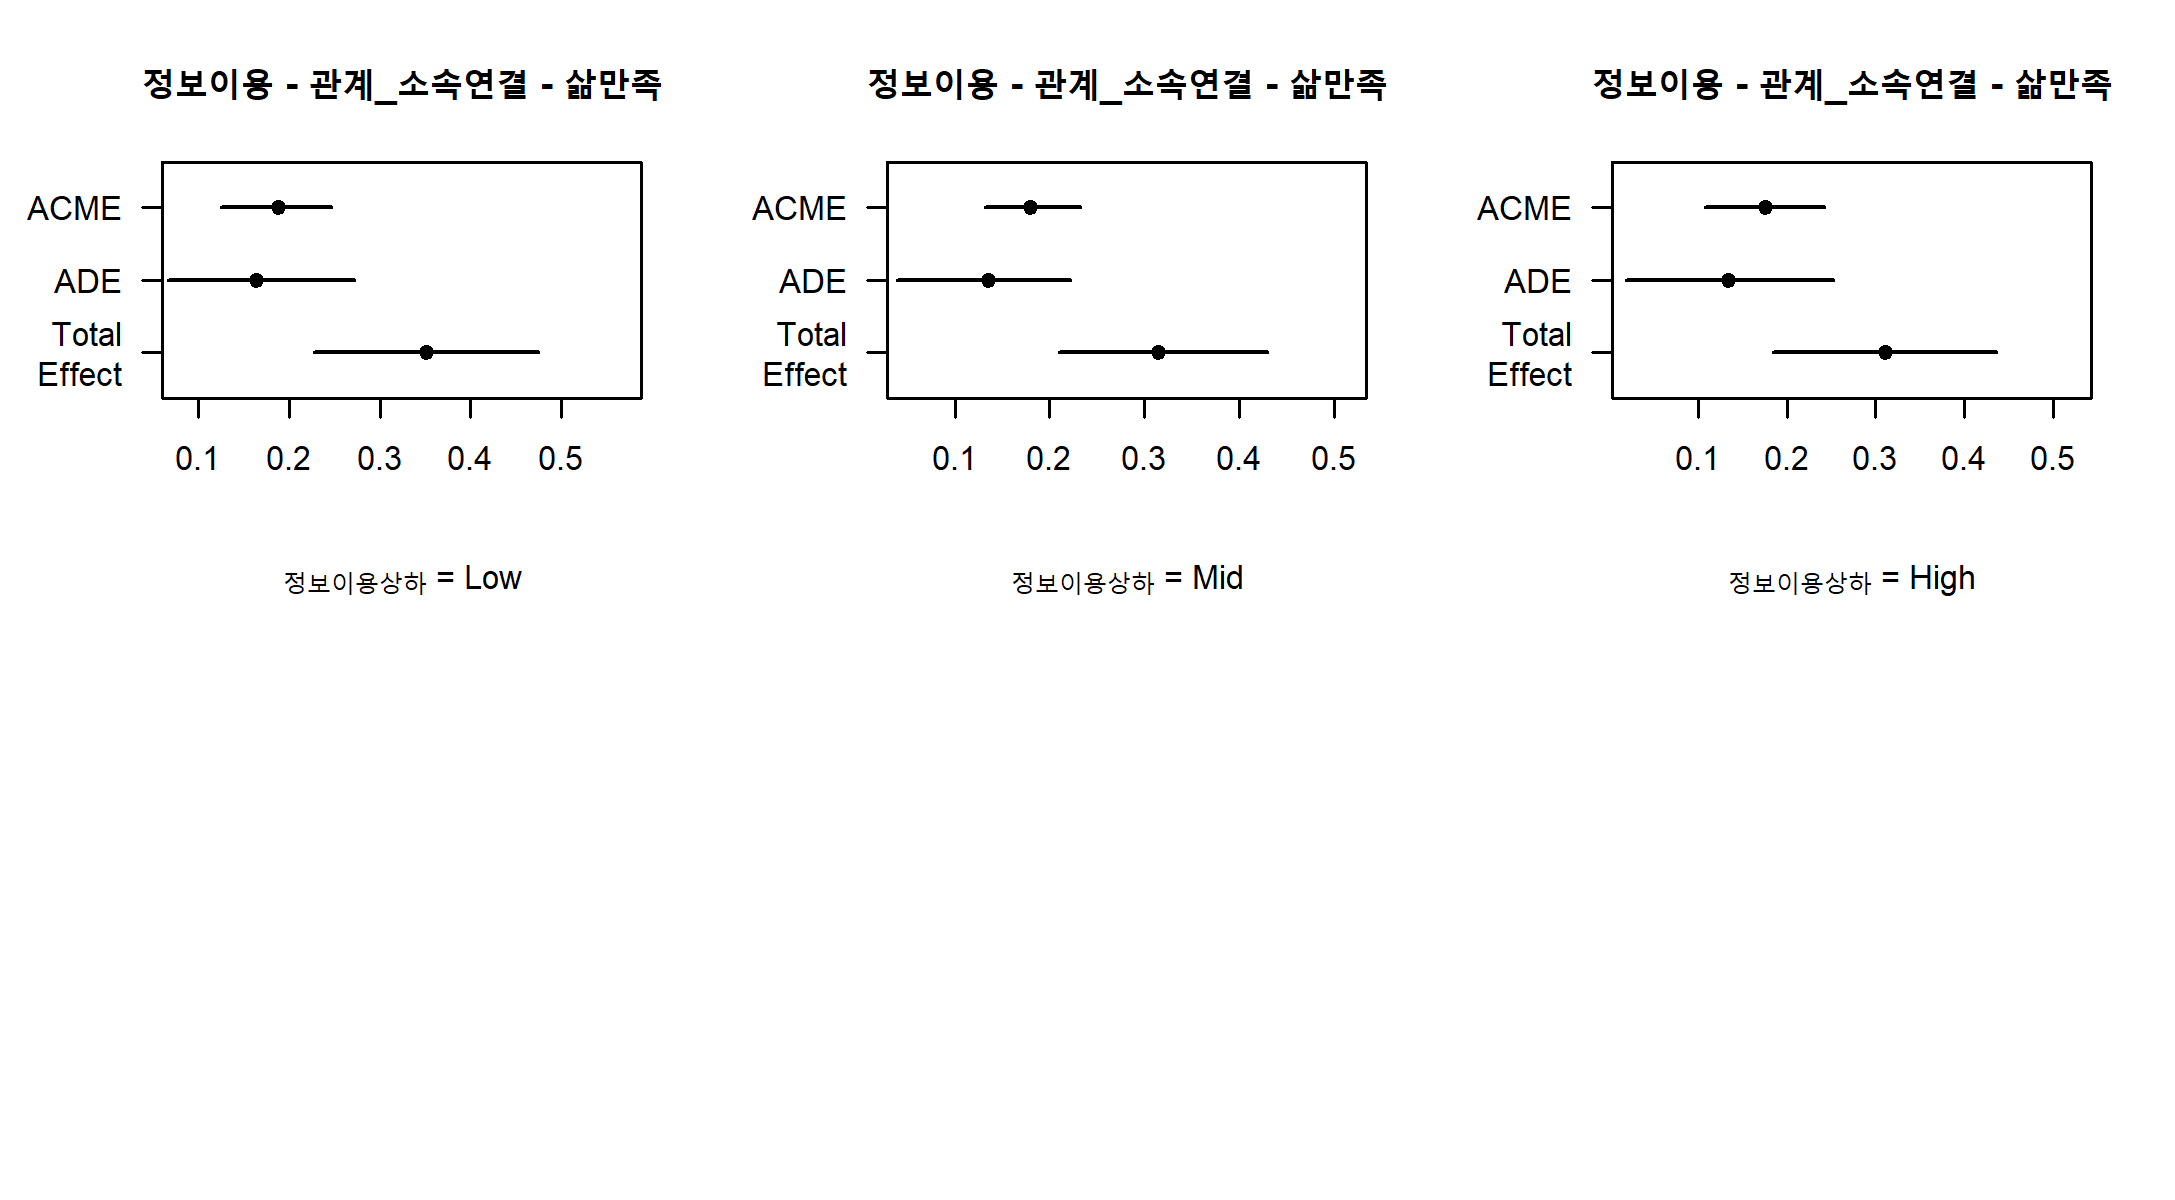 정보이용 - 관계_소속연결 - 삶만족
ACME
ADE
Total
Effect
0.1 0.2 0.3 0.4 0.5
정보이용상하 = Low
정보이용 - 관계_소속연결 - 삶만족
ACME
ADE
Total
Effect
0.1 0.2 0.3 0.4 0.5
정보이용상하 = Mid
정보이용 - 관계_소속연결 - 삶만족
ACME
ADE
Total
Effect
0.1 0.2 0.3 0.4 0.5
정보이용상하 = High